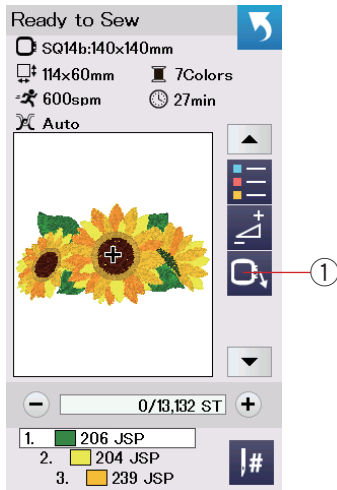 Ready to Sew
SQ14b:140x140mm
114x60mm 7Colors
600spm 27min
Auto
1
0/13,132 ST
1. 206 JSP
2. 204 JSP
3. 239 JSP
#